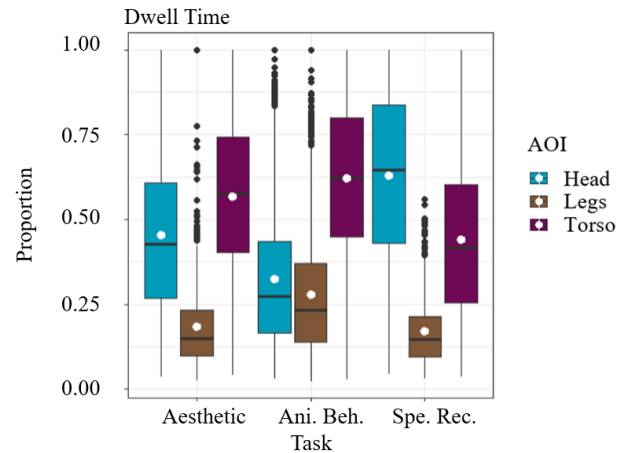 Dwell Time
1.00
0.75
0.50
0.25
0.00
Proportion
Aesthetic Ani. Beh. Spe. Rec.
Task
AOI
Head
Legs
Torso